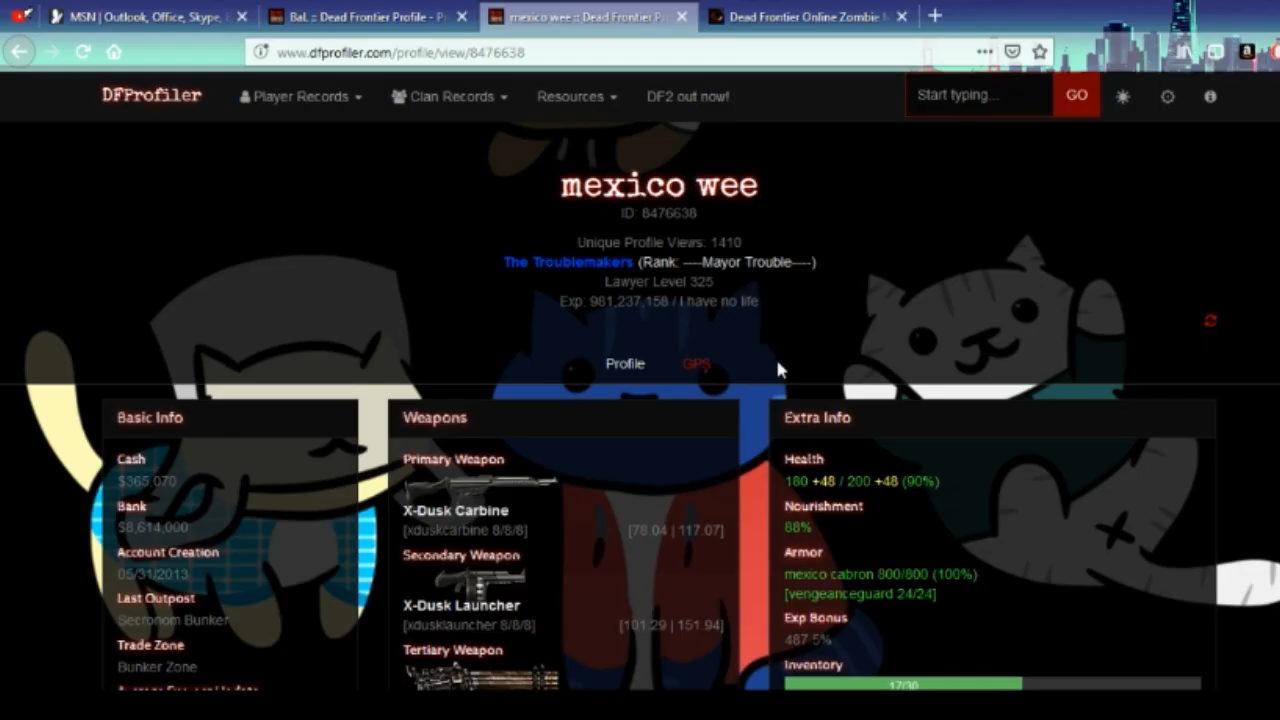 MSN | Outlook, Office, Skype,
BaL :: Dead Frontier Profile - P
mexico wee :: Dead Frontier Pr
Dead Frontier Online Zombie
www.dfprofiler.com/profile/view/8476638
DFProfiler
Player Records
Clan Records
Resources
DF2 out now!
Start typing...
GO
mexico wee
ID: 8476638
Unique Profile Views: 1410
The Troublemakers (Rank: ----Mayor Trouble----)
Lawyer Level 325
Exp: 981,237,158 / I have no life
Profile
GPS
Basic Info
Cash
$365,070
Bank
$8,614,000
Account Creation
05/31/2013
Last Outpost
Secronom Bunker
Trade Zone
Bunker Zone
Weapons
Primary Weapon
X-Dusk Carbine
[xduskcarbine 8/8/8] [78.04 | 117.07]
Secondary Weapon
X-Dusk Launcher
[xdusklauncher 8/8/8] [101.29 | 151.94]
Tertiary Weapon
Extra Info
Health
180 +48 / 200 +48 (90%)
Nourishment
88%
Armor
mexico cabron 800/800 (100%)
[vengeanceguard 24/24]
Exp Bonus
487.5%
Inventory
17/30